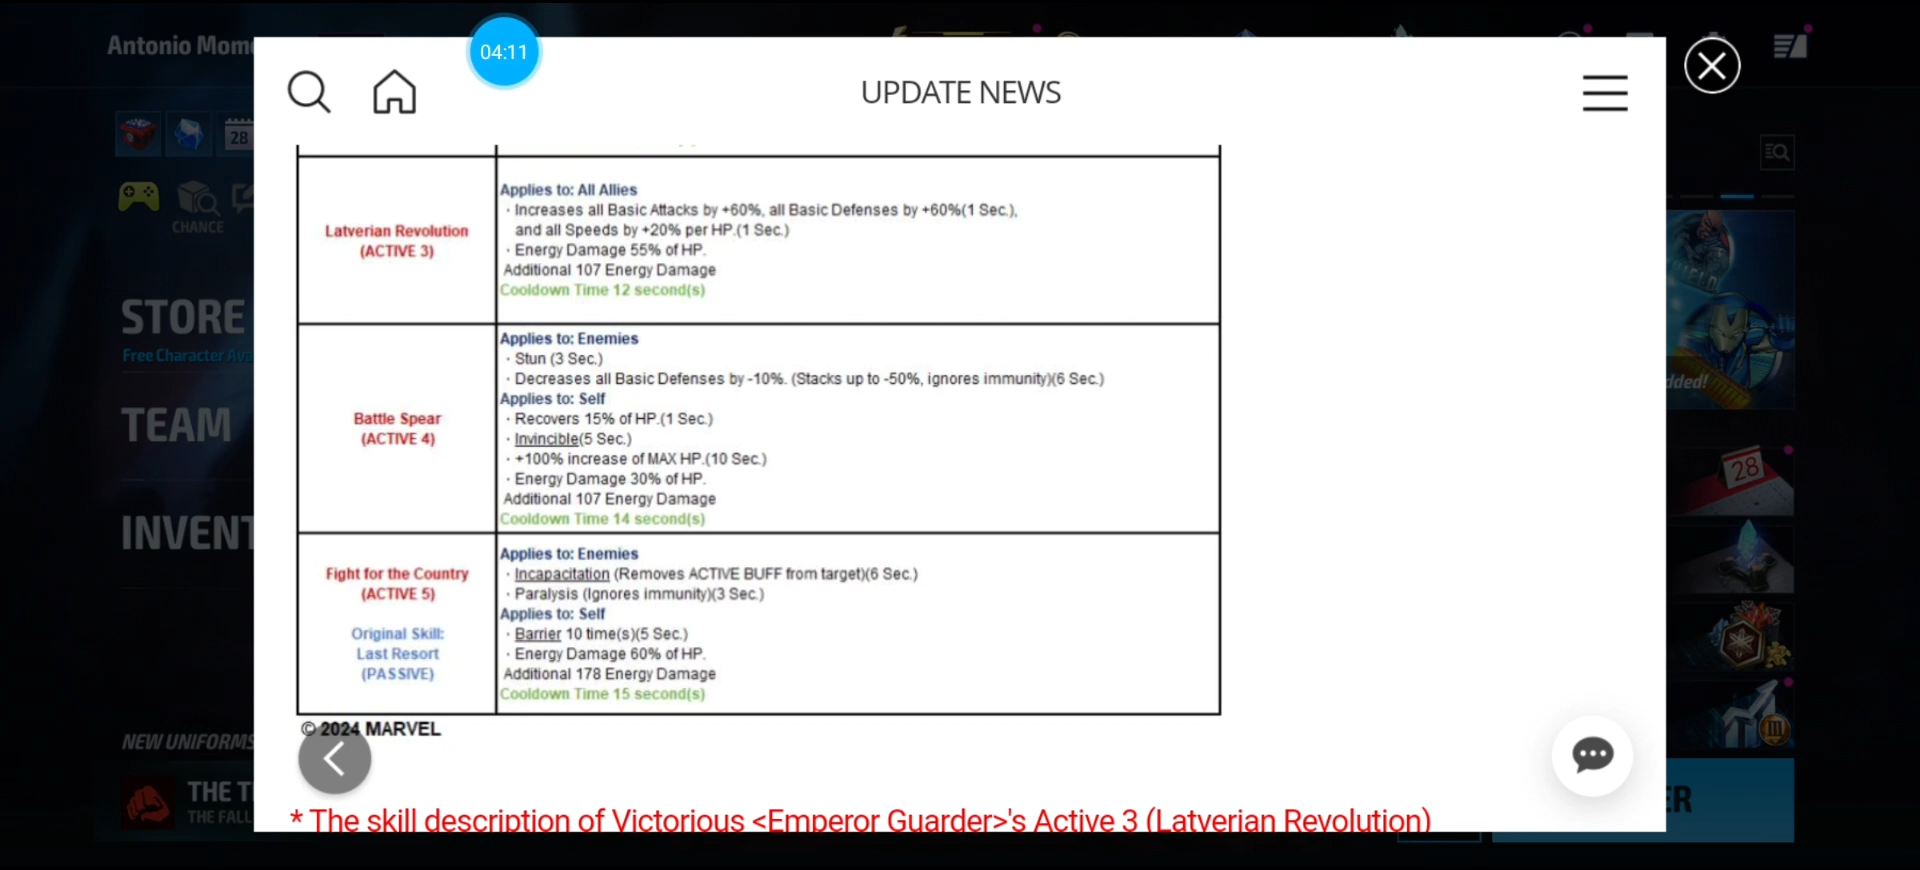 Antonio
04:11
UPDATE NEWS
28
CHANCE
STORE
Free Character
TEAM
NEW UNIFORMS
THE
THE
Latverian Revolution
(ACTIVE 3)
Applies to: All Allies
· Increases all Basic Attacks by +60%, all Basic Defenses by +60%(1 Sec.),
and all Speeds by +20% per HP.(1 Sec.)
· Energy Damage 55% of HP.
Additional 107 Energy Damage
Cooldown Time 12 second(s)
Battle Spear
(ACTIVE 4)
Applies to: Enemies
· Stun (3 Sec.)
· Decreases all Basic Defenses by -10%. (Stacks up to -50%, ignores immunity)(6 Sec.)
Applies to: Self
· Recovers 15% of HP.(1 Sec.)
· Invincible(5 Sec.)
· +100% increase of MAX HP.(10 Sec.)
· Energy Damage 30% of HP.
Additional 107 Energy Damage
Cooldown Time 14 second(s)
Fight for the Country
(ACTIVE 5)
Original Skill:
Last Resort
(PASSIVE)
Applies to: Enemies
· Incapacitation (Removes ACTIVE BUFF from target)(6 Sec.)
· Paralysis (Ignores immunity)(3 Sec.)
Applies to: Self
· Barrier 10 time(s)(5 Sec.)
· Energy Damage 60% of HP.
Additional 178 Energy Damage
Cooldown Time 15 second(s)
© 2024 MARVEL
* The skill description of Victorious <Emperor Guarder>'s Active 3 (Latverian Revolution)
28